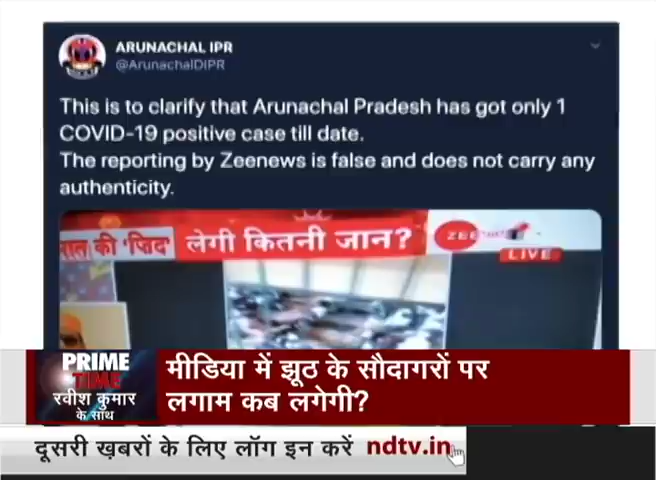 ARUNACHAL IPR
@ArunachalDIPR
This is to clarify that Arunachal Pradesh has got only 1
COVID-19 positive case till date.
The reporting by Zeenews is false and does not carry any
authenticity.
की 'ज़िद' लेगी कितनी जान?
ZEE
LIVE
PRIME
TIME
रवीश कुमार
के साथ
मीडिया में झूठ के सौदागरों पर
लगाम कब लगेगी?
दूसरी ख़बरों के लिए लॉग इन करें ndtv.in